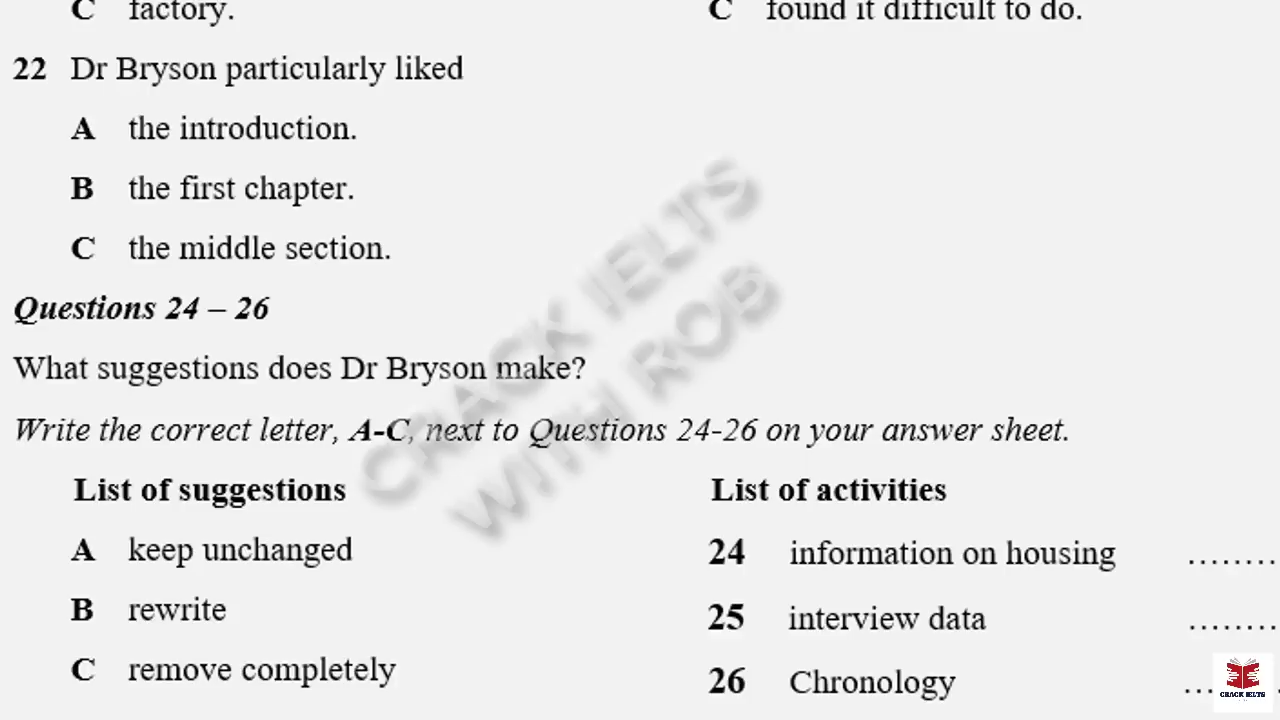 C factory.
C found it difficult to do.
22 Dr Bryson particularly liked
A the introduction.
B the first chapter.
C the middle section.
Questions 24 – 26
What suggestions does Dr Bryson make?
Write the correct letter, A-C, next to Questions 24-26 on your answer sheet.
List of suggestions
A keep unchanged
B rewrite
C remove completely
List of activities
24 information on housing ........
25 interview data ........
26 Chronology ...
CRACK IELTS
WITH ROB
CRACK IELTS